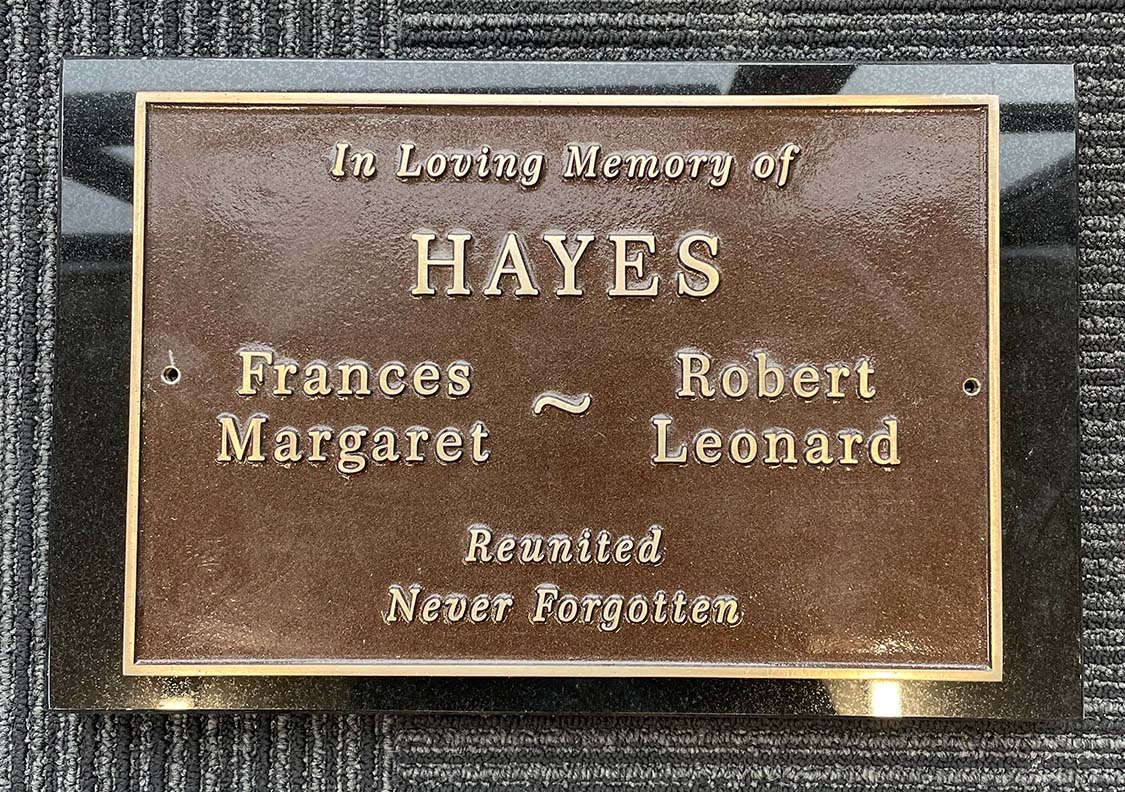 In Loving Memory of
HAYES
Frances ~ Robert
Margaret Leonard
Reunited
Never Forgotten